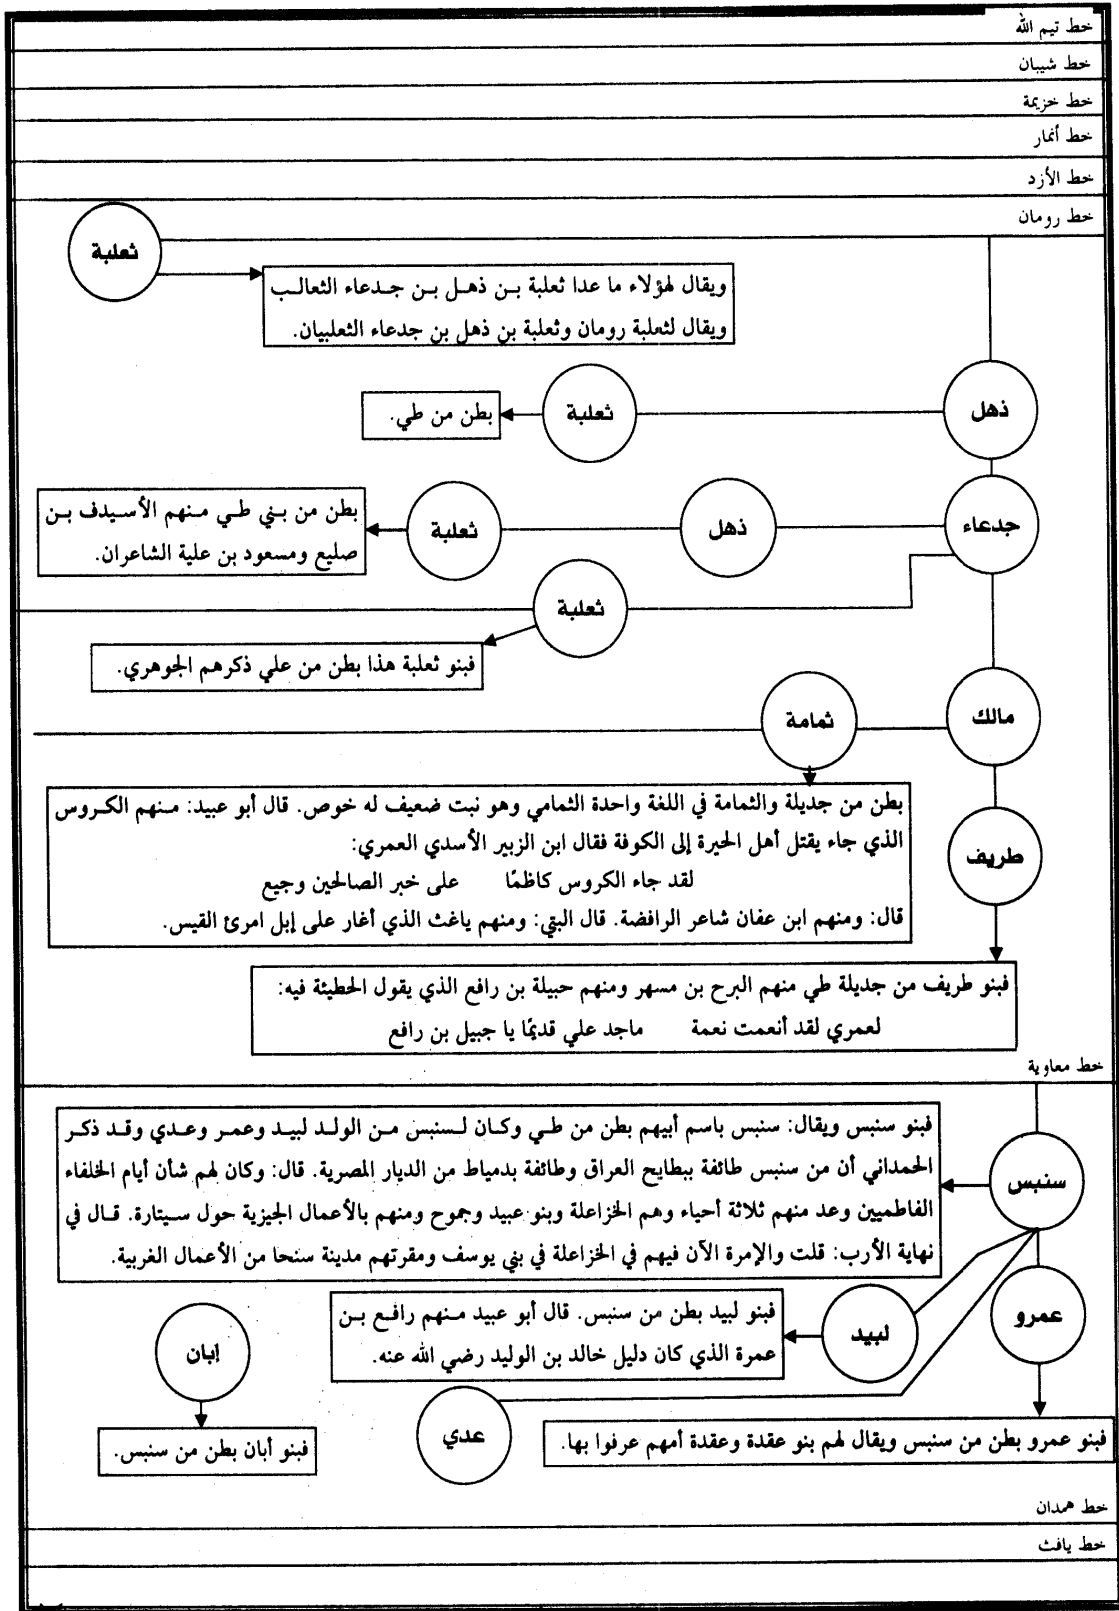 خط تيم الله
خط شيبان
خط خزيمة
خط أنمار
خط الأزد
خط رومان
ثعلبة
ويقال لهؤلاء ما عدا ثعلبة بن ذهل بن جدعاء الثعالب
ويقال لثعلبة رومان وثعلبة بن ذهل بن جدعاء الثعلبيان.
ذهل
ثعلبة
بطن من طي.
جدعاء
ذهل
ثعلبة
بطن من بني طي منهم الأسيدف بن
صليع ومسعود بن علية الشاعران.
ثعلبة
فبنو ثعلبة هذا بطن من علي ذكرهم الجوهري.
مالك
ثمامة
بطن من جديلة والثمامة في اللغة واحدة الثمامي وهو نبت ضعيف له خوص. قال أبو عبيد: منهم الكروس
الذي جاء يقتل أهل الحيرة إلى الكوفة فقال ابن الزبير الأسدي العمري:
لقد جاء الكروس كاظمًا على خبر الصالحين وجيع
قال: ومنهم ابن عفان شاعر الرافضة. قال البتي: ومنهم ياغث الذي أغار على إبل امرئ القيس.
طريف
فبنو طريف من جديلة طي منهم البرح بن مسهر ومنهم حبيلة بن رافع الذي يقول الحطيئة فيه:
لعمري لقد أنعمت نعمة ماجد علي قديمًا يا جبيل بن رافع
خط معاوية
سنبس
فبنو سنبس ويقال: سنبس باسم أبيهم بطن من طي وكان لسنبس من الولد لبيد وعمر وعدي وقد ذكر
الحمداني أن من سنبس طائفة ببطايح العراق وطائفة بدمياط من الديار المصرية. قال: وكان لهم شأن أيام الخلفاء
الفاطميين وعد منهم ثلاثة أحياء وهم الخزاعلة وبنو عبيد وجموح ومنهم بالأعمال الجيزية حول سيتارة. قال في
نهاية الأرب: قلت والإمرة الآن فيهم في الخزاعلة في بني يوسف ومقرتهم مدينة سنحا من الأعمال الغربية.
عمرو
لبيد
فبنو لبيد بطن من سنبس. قال أبو عبيد منهم رافع بن
عمرة الذي كان دليل خالد بن الوليد رضي الله عنه.
إبان
عدي
فبنو عمرو بطن من سنبس ويقال لهم بنو عقدة وعقدة أمهم عرفوا بها.
فبنو أبان بطن من سنبس.
خط همدان
خط يافث